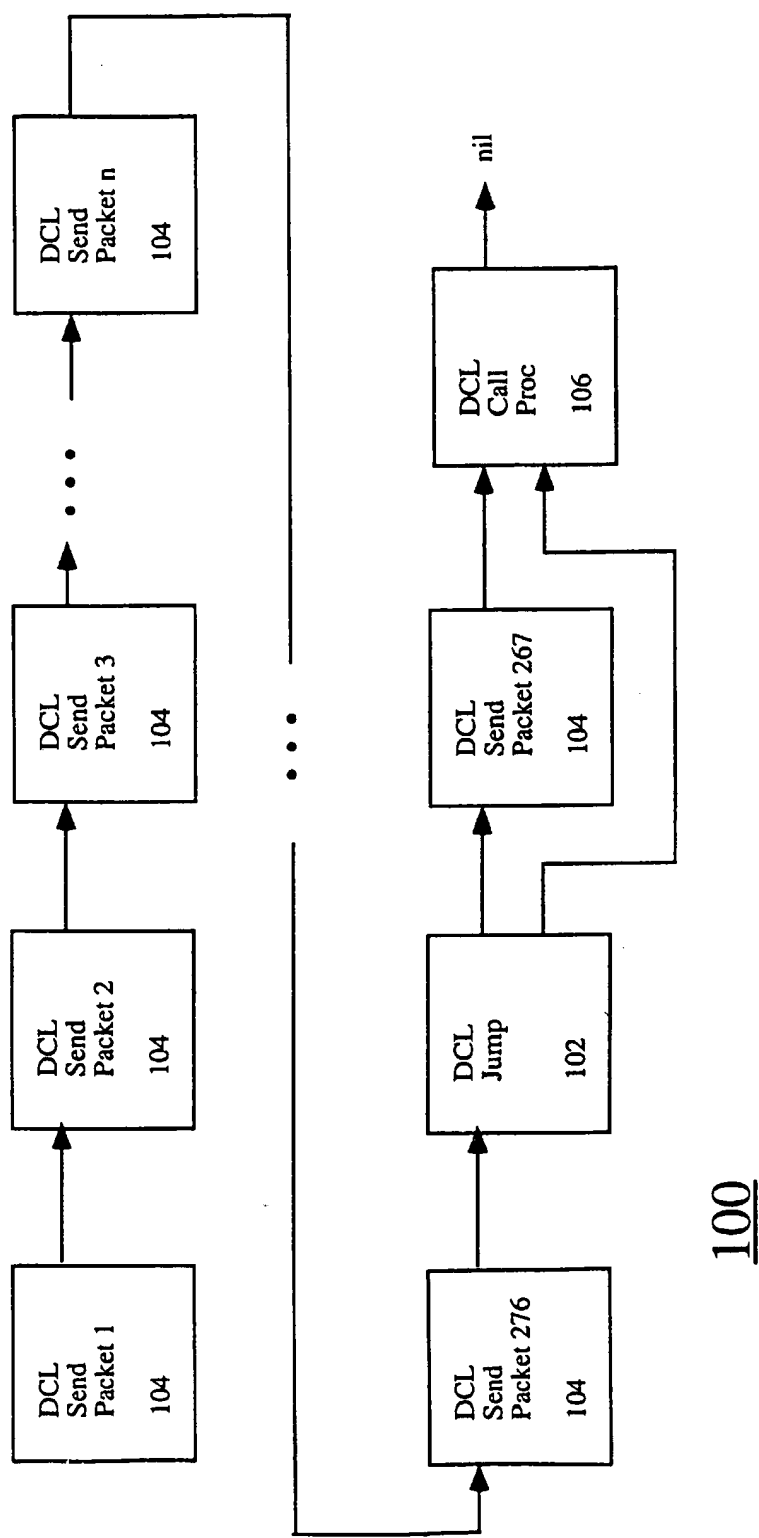 DCL
Send
Packet 1
104
DCL
Send
Packet 2
104
DCL
Send
Packet 3
104
DCL
Send
Packet n
104
DCL
Send
Packet 276
104
DCL
Jump
102
DCL
Send
Packet 267
104
DCL
Call
Proc
106
nil
100